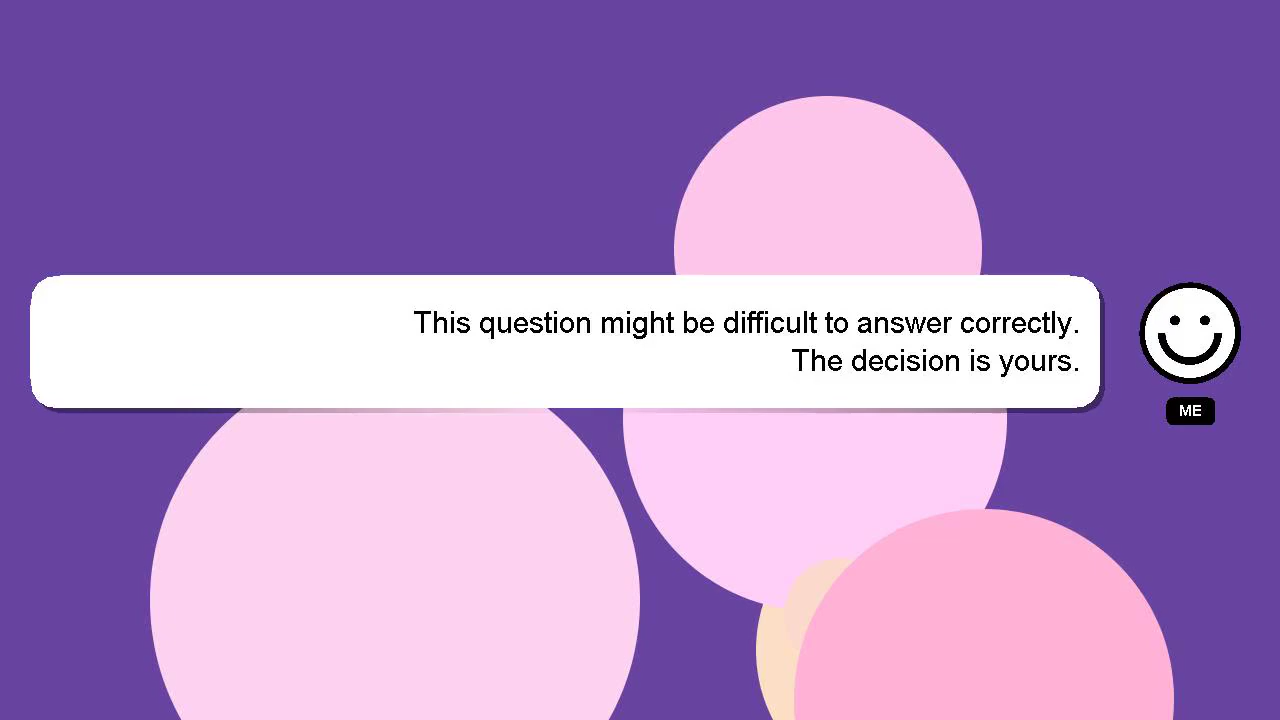 This question might be difficult to answer correctly.
The decision is yours.
ME